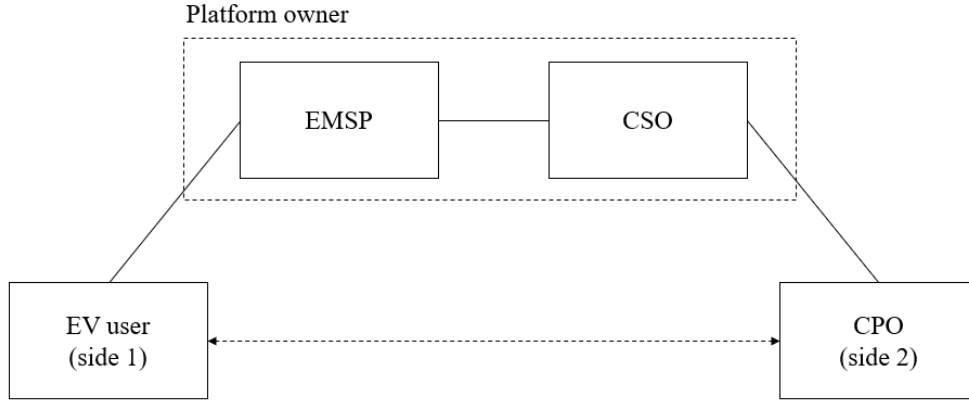 Platform owner
EMSP
CSO
EV user
(side 1)
CPO
(side 2)